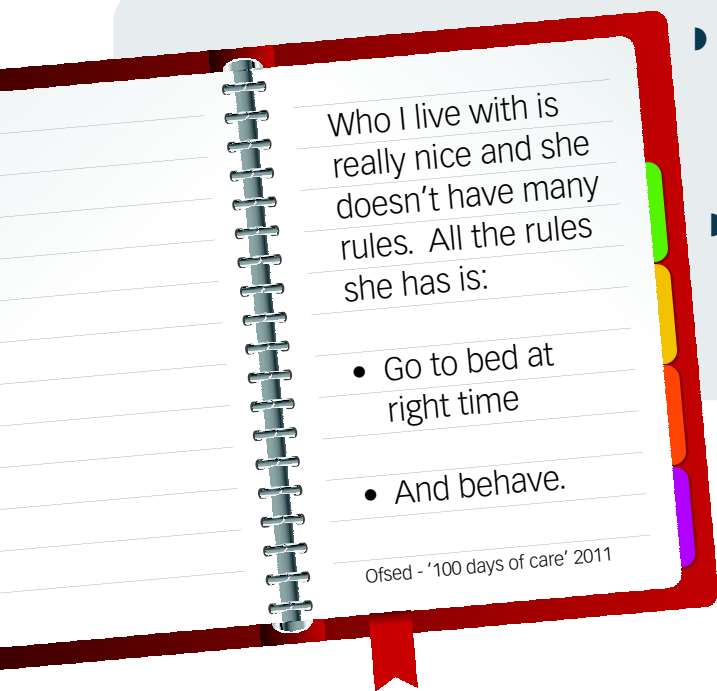 Who I live with is
really nice and she
doesn't have many
rules.  All the rules
she has is:
• Go to bed at
right time
• And behave.
Ofsed - '100 days of care' 2011